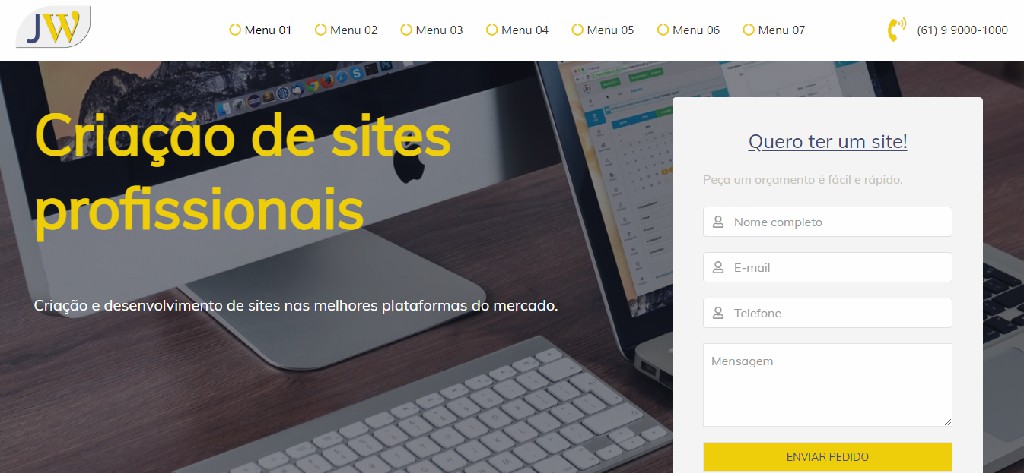 JW
Menu 01
Menu 02
Menu 03
Menu 04
Menu 05
Menu 06
Menu 07
(61) 9 9000-1000
Criação de sites
profissionais
Criação e desenvolvimento de sites nas melhores plataformas do mercado.
Quero ter um site!
Peça um orçamento é fácil e rápido.
Nome completo
E-mail
Telefone
Mensagem
ENVIAR PEDIDO